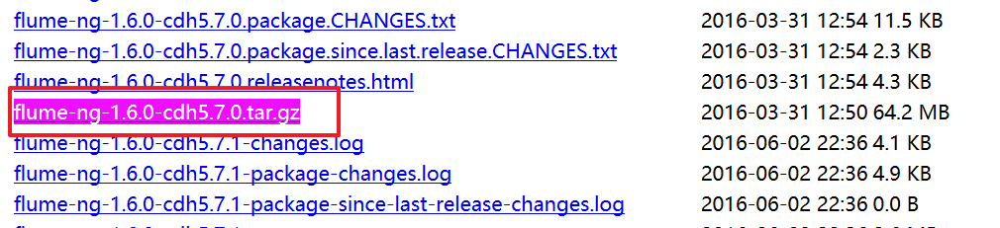 flume-ng-1.6.0-cdh5.7.0.package.CHANGES.txt 2016-03-31 12:54 11.5 KB
flume-ng-1.6.0-cdh5.7.0.package.since.last.release.CHANGES.txt 2016-03-31 12:54 2.3 KB
flume-ng-1.6.0-cdh5.7.0.releasenotes.html 2016-03-31 12:54 4.3 KB
flume-ng-1.6.0-cdh5.7.0.tar.gz 2016-03-31 12:50 64.2 MB
flume-ng-1.6.0-cdh5.7.1-changes.log 2016-06-02 22:36 4.1 KB
flume-ng-1.6.0-cdh5.7.1-package-changes.log 2016-06-02 22:36 4.9 KB
flume-ng-1.6.0-cdh5.7.1-package-since-last-release-changes.log 2016-06-02 22:36 0.0 B